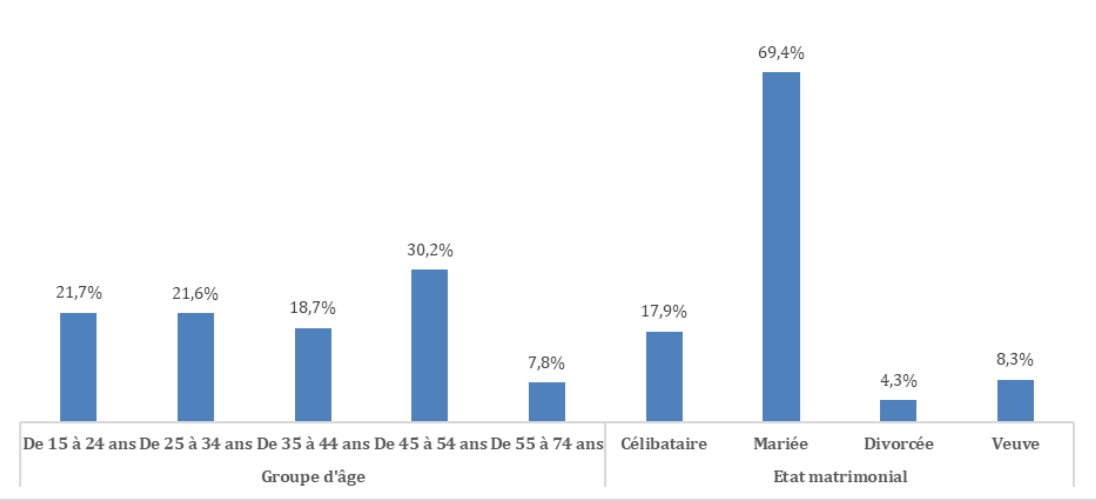 69,4%
30,2%
21,7% 21,6% 18,7% 17,9%
7,8% 8,3%
4,3%
De 15 à 24 ans De 25 à 34 ans De 35 à 44 ans De 45 à 54 ans De 55 à 74 ans Célibataire Mariée Divorcée Veuve
Groupe d'âge Etat matrimonial